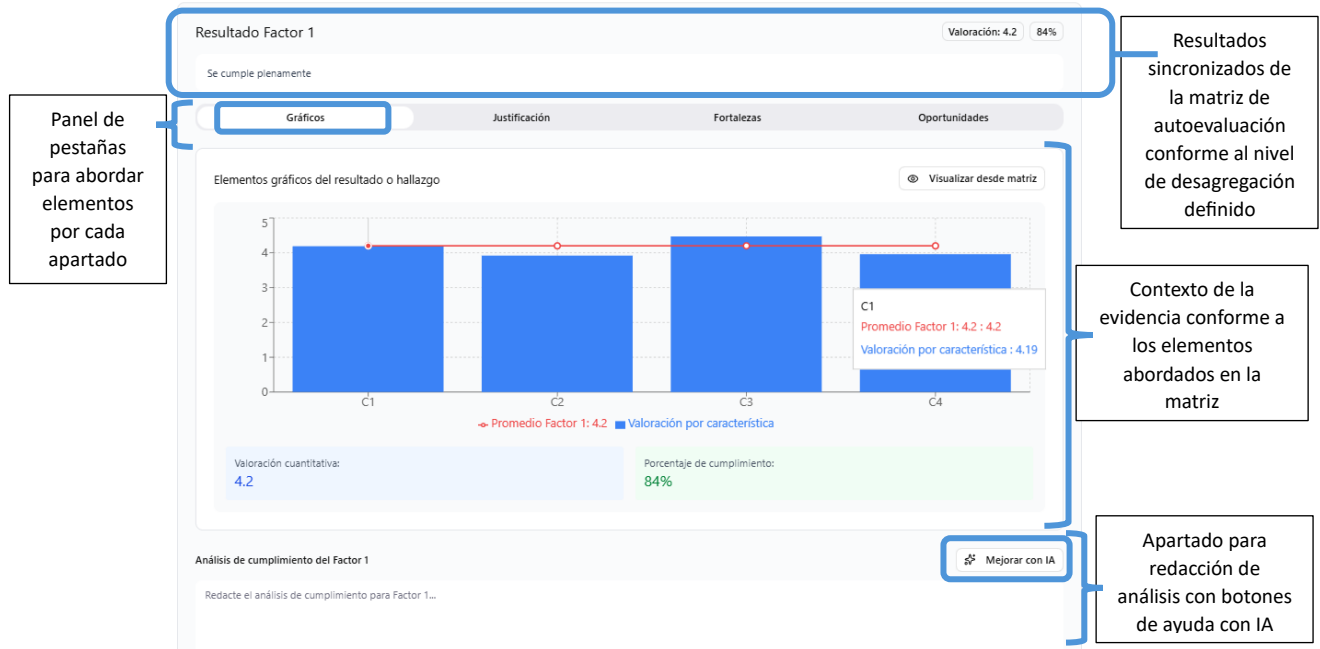 Resultado Factor 1
Valoración: 4.2
84%
Se cumple plenamente
Resultados
sincronizados de
la matriz de
autoevaluación
conforme al nivel
de desagregación
definido
Panel de
pestañas
para abordar
elementos
por cada
apartado
Gráficos
Justificación
Fortalezas
Oportunidades
Elementos gráficos del resultado o hallazgo
Visualizar desde matriz
5
4
3
2
1
0
C1
C2
C3
C4
C1
Promedio Factor 1: 4.2 : 4.2
Valoración por característica : 4.19
Promedio Factor 1: 4.2
Valoración por característica
Contexto de la
evidencia conforme a
los elementos
abordados en la
matriz
Valoración cuantitativa:
4.2
Porcentaje de cumplimiento:
84%
Análisis de cumplimiento del Factor 1
Mejorar con IA
Redacte el análisis de cumplimiento para Factor 1...
Apartado para
redacción de
análisis con botones
de ayuda con IA